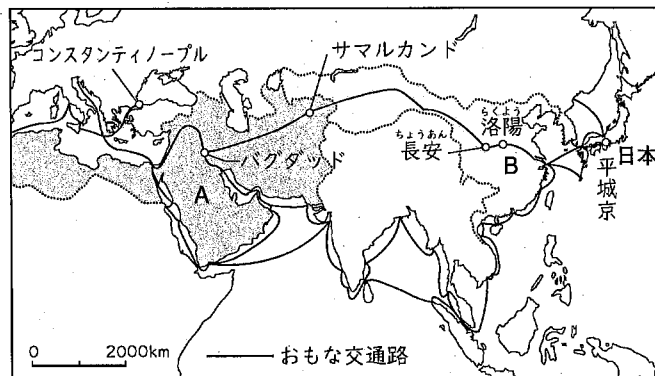 コンスタンティノープル
サマルカンド
らくよう
洛陽
ちょうあん
長安
バグダッド
A
B
日本
平城京
0 2000km
おもな交通路